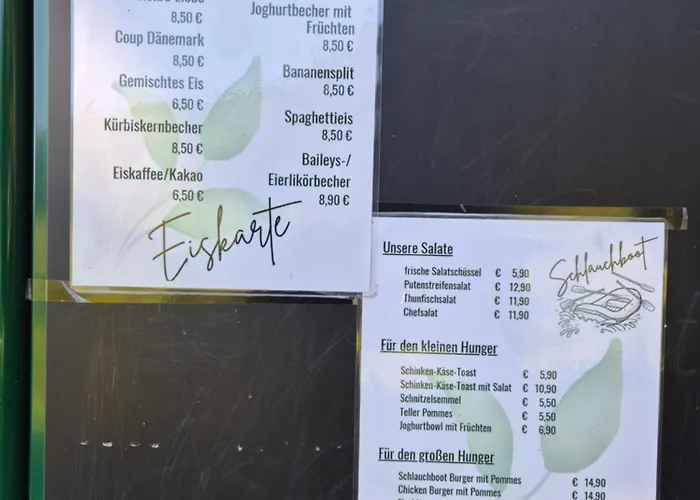 8,50 €
Coup Dänemark
8,50 €
Gemischtes Eis
6,50 €
Kürbiskernbecher
8,50 €
Eiskaffee/Kakao
6,50 €
Joghurtbecher mit
Früchten
8,50 €
Bananensplit
8,50 €
Spaghettieis
8,50 €
Baileys-/
Eierlikörbecher
8,90 €
Eiskarte
Schlauchboot
Unsere Salate
frische Salatschüssel € 5,90
Putenstreifensalat € 12,90
Thunfischsalat € 11,90
Chefsalat € 11,90
Für den kleinen Hunger
Schinken-Käse-Toast € 5,90
Schinken-Käse-Toast mit Salat € 10,90
Schnitzelsemmel € 5,50
Teller Pommes € 5,50
Joghurtbowl mit Früchten € 6,90
Für den großen Hunger
Schlauchboot Burger mit Pommes € 14,90
Chicken Burger mit Pommes € 14,90